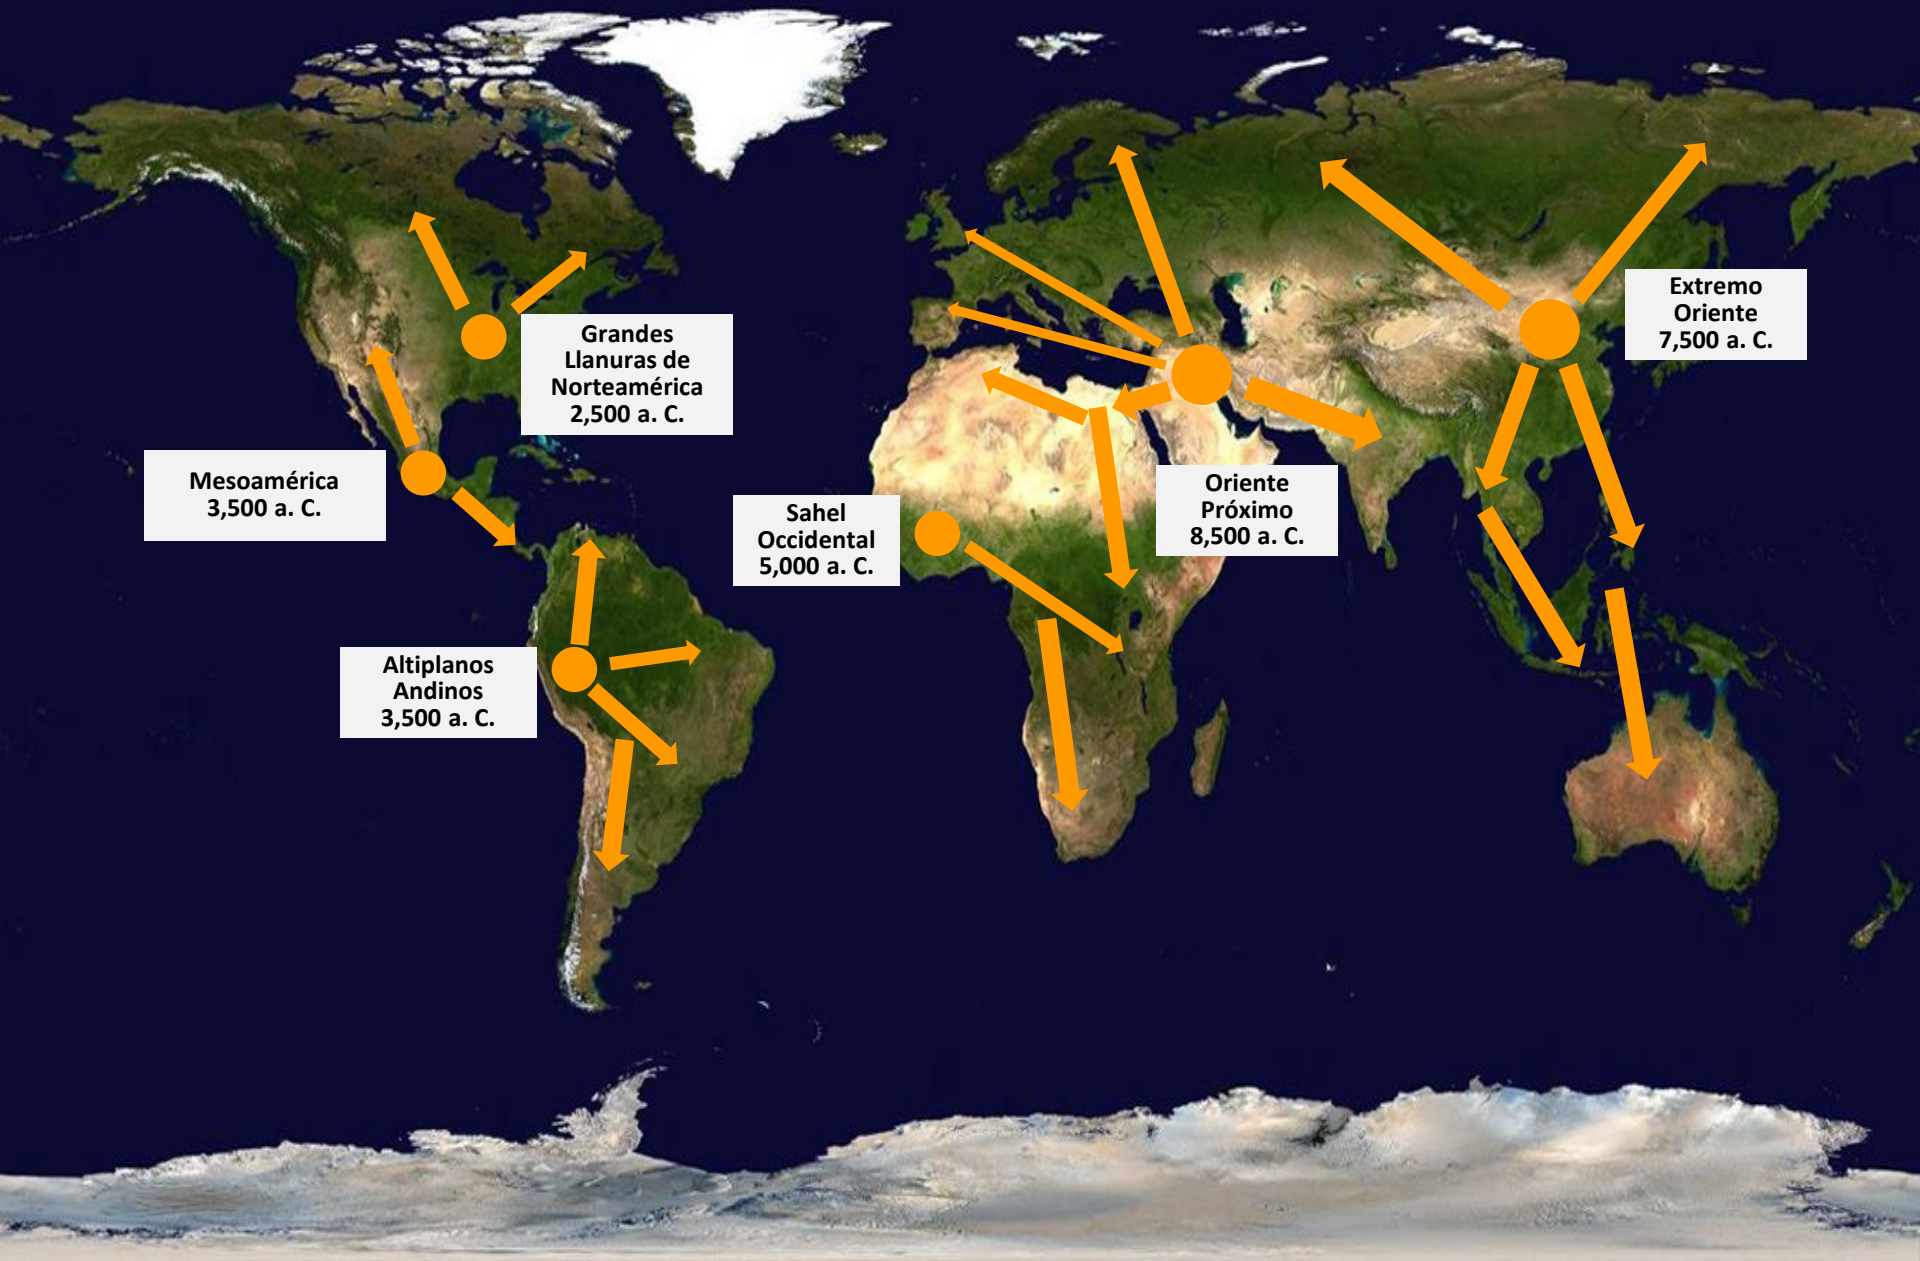 Extremo
Oriente
7,500 a. C.
Grandes
Llanuras de
Norteamérica
2,500 a. C.
Mesoamérica
3,500 a. C.
Oriente
Próximo
8,500 a. C.
Sahel
Occidental
5,000 a. C.
Altiplanos
Andinos
3,500 a. C.